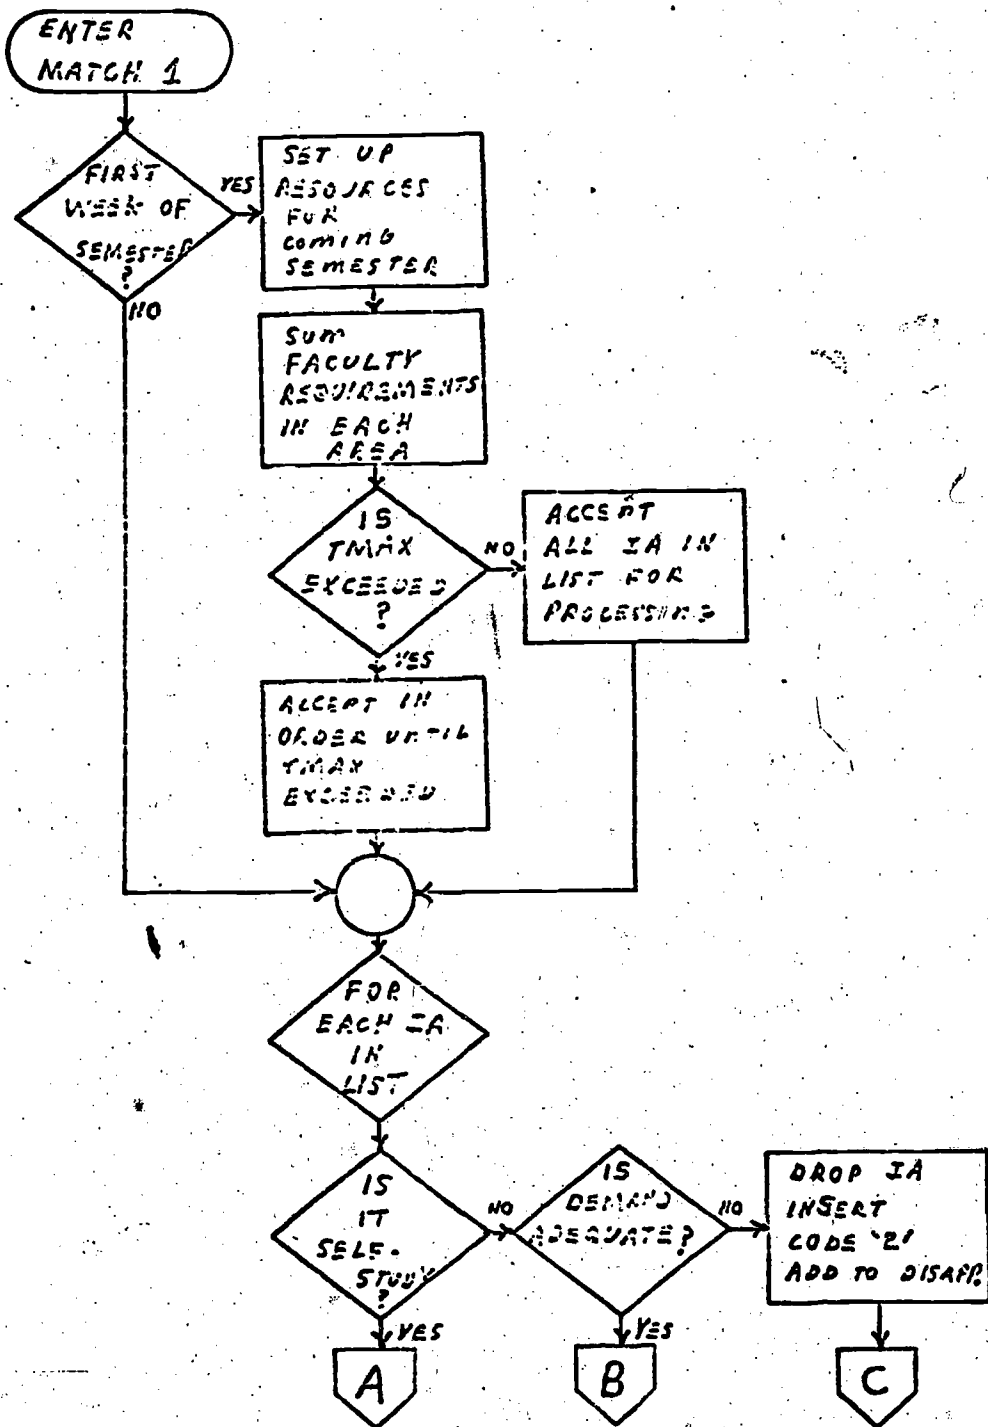 ENTER
MATCH 1
FIRST
WEEK OF
SEMESTER
?
YES
NO
SET UP
RESOURCES
FOR
COMING
SEMESTER
SUM
FACULTY
REQUIREMENTS
IN EACH
AREA
IS
TMAX
EXCEEDED
?
NO
YES
ACCEPT
ALL IA IN
LIST FOR
PROCESSING
ACCEPT IN
ORDER UNTIL
TMAX
EXCEEDED
FOR
EACH IA
IN
LIST
IS
IT
SELF-
STUDY
?
NO
YES
IS
DEMAND
ADEQUATE?
NO
YES
DROP IA
INSERT
CODE '2'
ADD TO DISAPP.
A
B
C